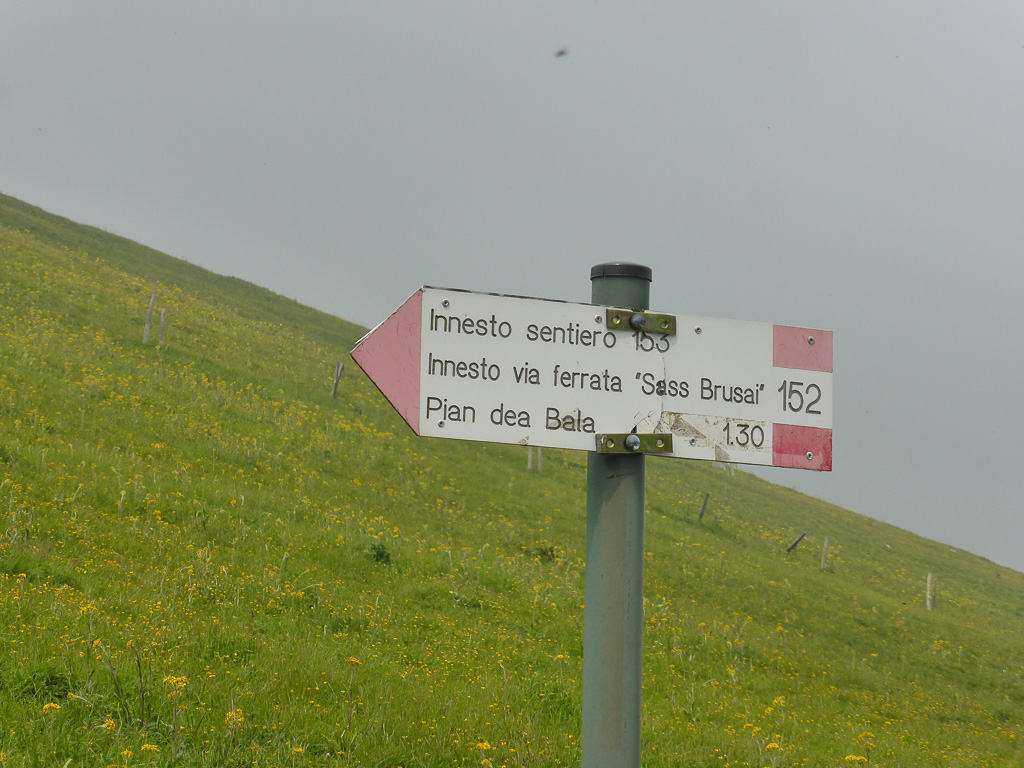 Innesto sentiero 153
Innesto via ferrata "Sass Brusai" 152
Pian dea Bala 1.30